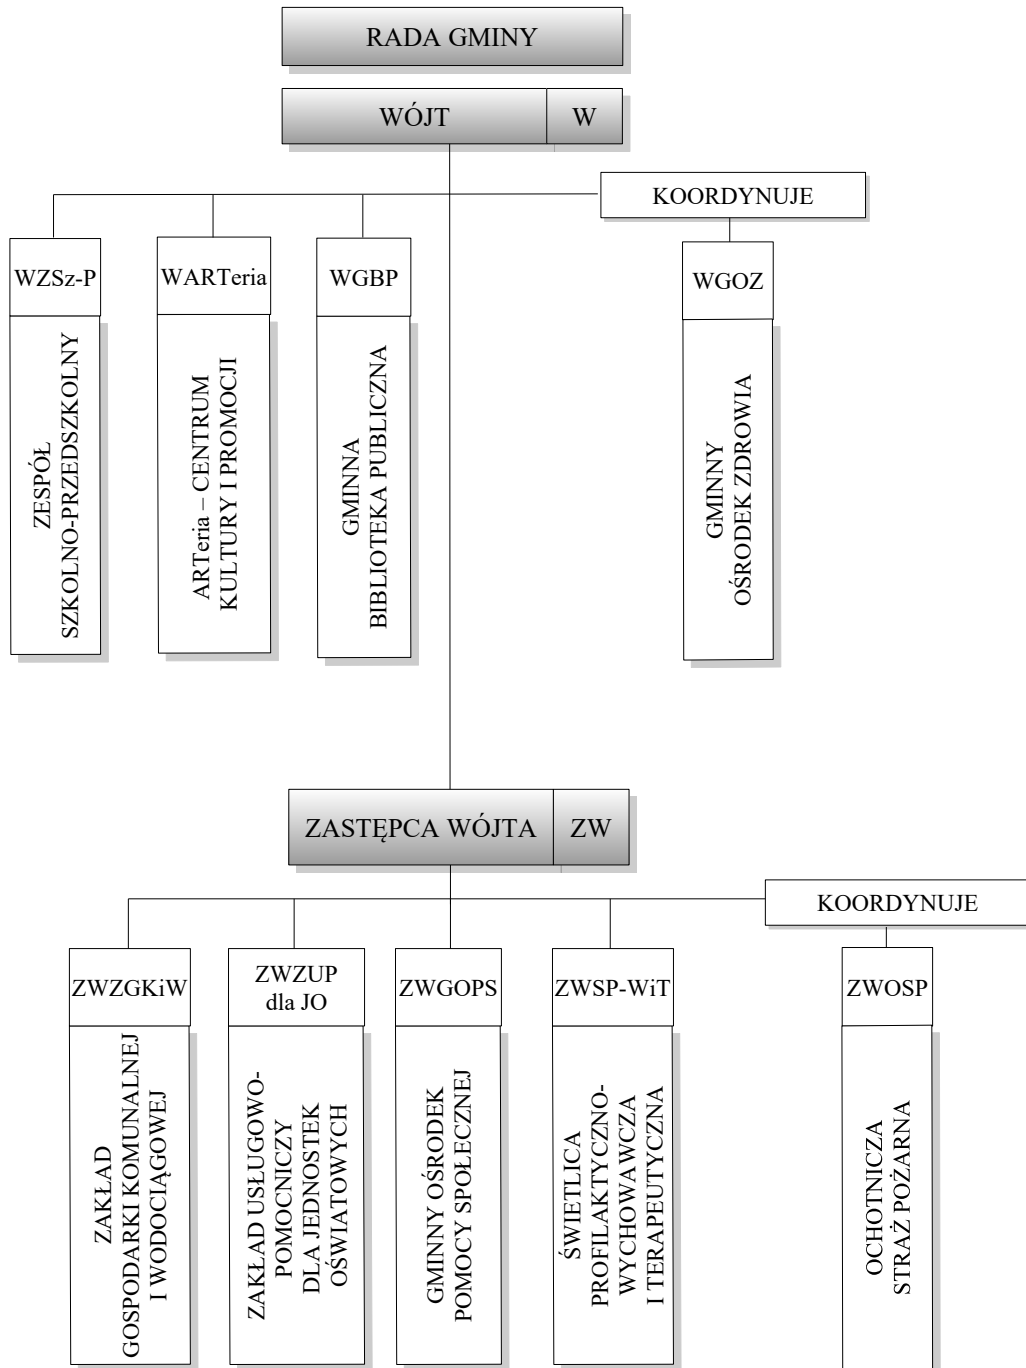 RADA GMINY
WÓJT W
KOORDYNUJE
WZSz-P
WARTeria
WGBP
WGOZ
ZESPÓŁ
SZKOLNO-PRZEDSZKOLNY
ARTeria – CENTRUM
KULTURY I PROMOCJI
GMINNA
BIBLIOTEKA PUBLICZNA
GMINNY
OŚRODEK ZDROWIA
ZASTĘPCA WÓJTA ZW
KOORDYNUJE
ZWZGKiW
ZWZUP
dla JO
ZWGOPS
ZWSP-WiT
ZWOSP
ZAKŁAD
GOSPODARKI KOMUNALNEJ
I WODOCIĄGOWEJ
ZAKŁAD USŁUGOWO-
POMOCNICZY
DLA JEDNOSTEK
OŚWIATOWYCH
GMINNY OŚRODEK
POMOCY SPOŁECZNEJ
ŚWIETLICA
PROFILAKTYCZNO-
WYCHOWAWCZA
I TERAPEUTYCZNA
OCHOTNICZA
STRAŻ POŻARNA